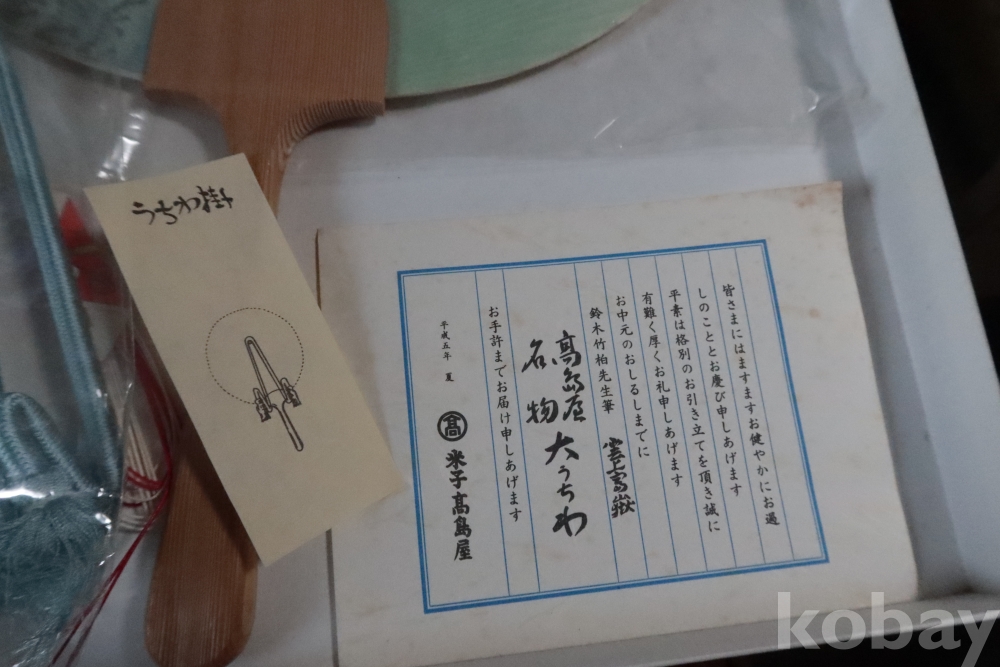 うちわ掛
皆さまにはますますお健やかにお過
しのこととお慶び申しあげます
平素は格別のお引き立てを頂き誠に
有難く厚くお礼申しあげます
お中元のおしるしまでに
鈴木竹柏先生筆
髙島屋
名物大うちわ
お手許までお届け申しあげます
平成五年 夏
髙 米子髙島屋
kobay